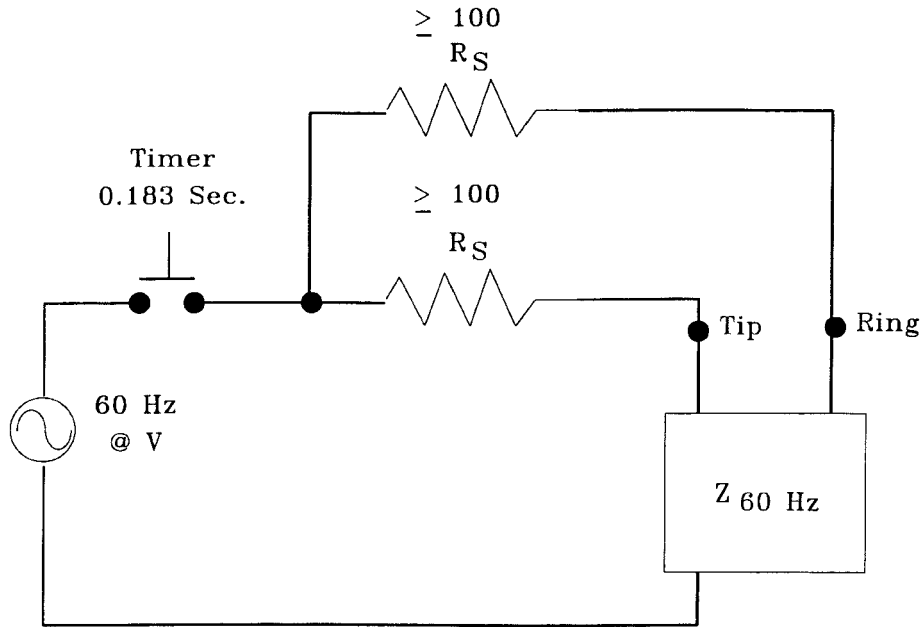 ≥ 100
R_S
Timer
0.183 Sec.
≥ 100
R_S
Tip
Ring
60 Hz
@ V
Z 60 Hz